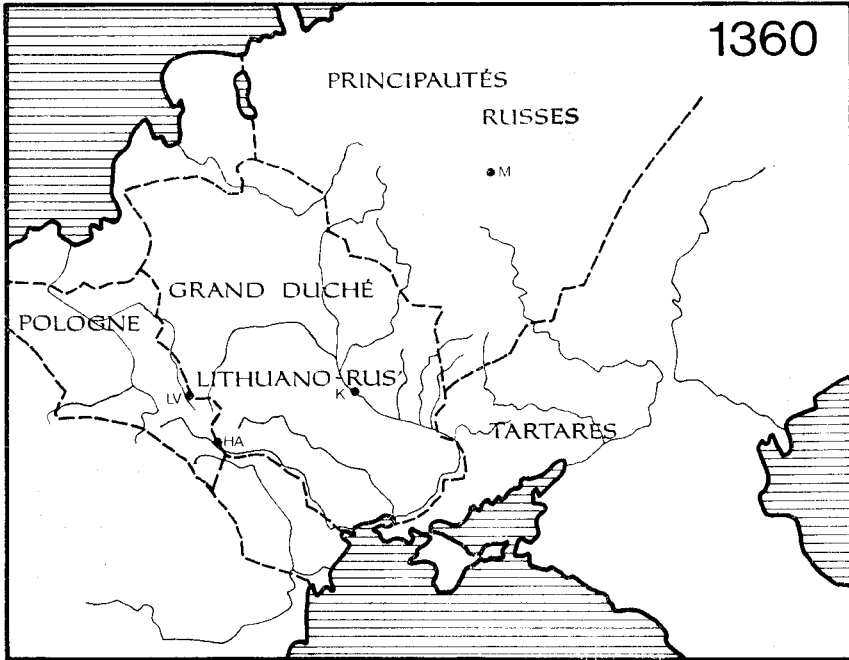 1360
PRINCIPAUTÉS
RUSSES
M
GRAND DUCHÉ
POLOGNE
LITHUANO-RUS'
LV
K
TARTARES
HA